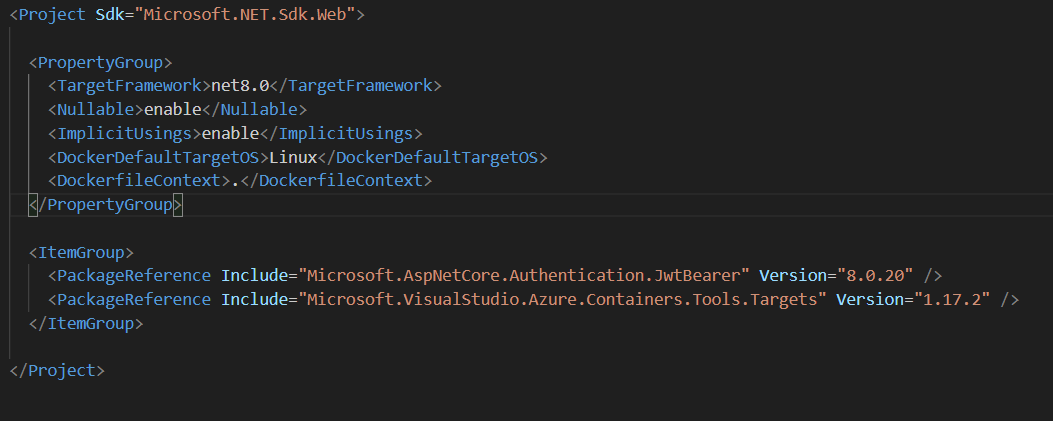 <Project Sdk="Microsoft.NET.Sdk.Web">
<PropertyGroup>
<TargetFramework>net8.0</TargetFramework>
<Nullable>enable</Nullable>
<ImplicitUsings>enable</ImplicitUsings>
<DockerDefaultTargetOS>Linux</DockerDefaultTargetOS>
<DockerfileContext>.</DockerfileContext>
</PropertyGroup>
<ItemGroup>
<PackageReference Include="Microsoft.AspNetCore.Authentication.JwtBearer" Version="8.0.20" />
<PackageReference Include="Microsoft.VisualStudio.Azure.Containers.Tools.Targets" Version="1.17.2" />
</ItemGroup>
</Project>